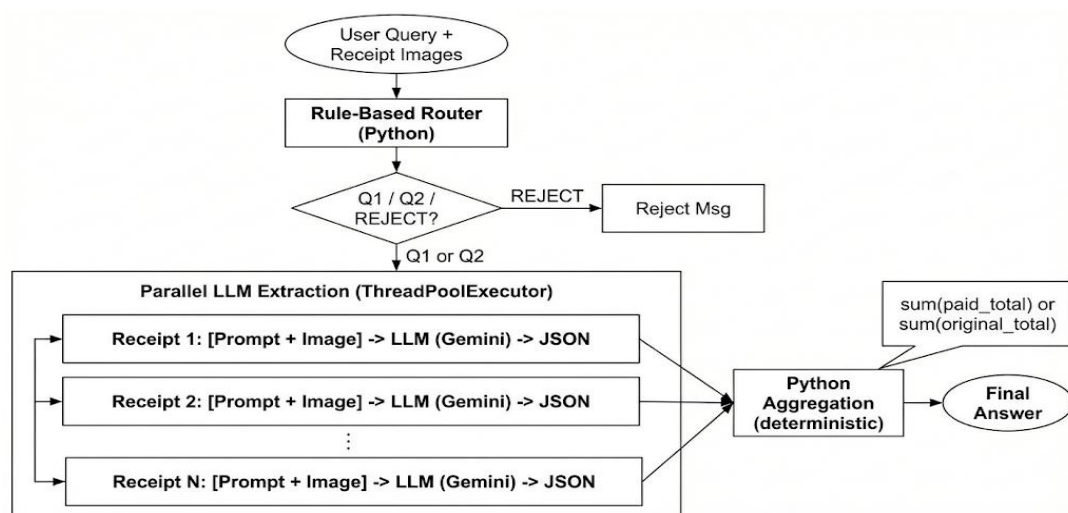 User Query +
Receipt Images
Rule-Based Router
(Python)
Q1 / Q2 /
REJECT?
REJECT
Reject Msg
Q1 or Q2
Parallel LLM Extraction (ThreadPoolExecutor)
Receipt 1: [Prompt + Image] -> LLM (Gemini) -> JSON
Receipt 2: [Prompt + Image] -> LLM (Gemini) -> JSON
⋮
Receipt N: [Prompt + Image] -> LLM (Gemini) -> JSON
sum(paid_total) or
sum(original_total)
Python
Aggregation
(deterministic)
Final
Answer